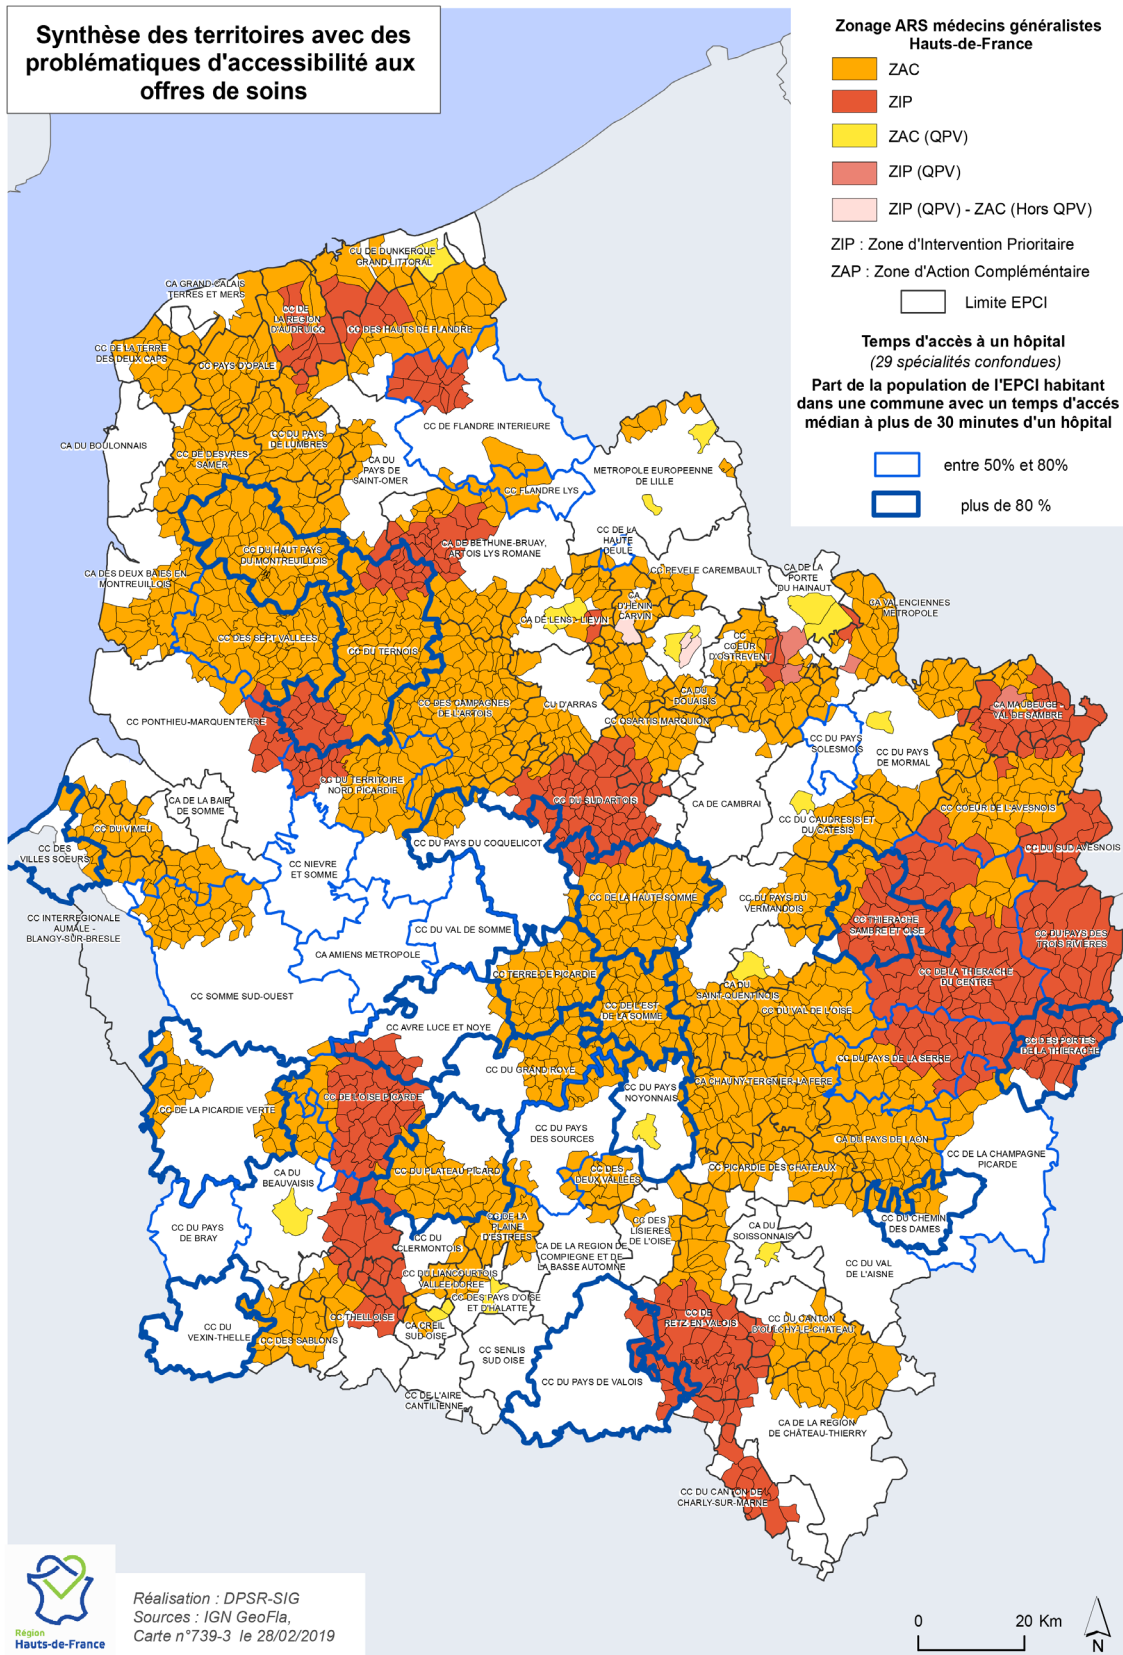 Synthèse des territoires avec des
problématiques d'accessibilité aux
offres de soins
Zonage ARS médecins généralistes
Hauts-de-France
ZAC
ZIP
ZAC (QPV)
ZIP (QPV)
ZIP (QPV) - ZAC (Hors QPV)
ZIP : Zone d'Intervention Prioritaire
ZAP : Zone d'Action Compléméntaire
Limite EPCI
Temps d'accès à un hôpital
(29 spécialités confondues)
Part de la population de l'EPCI habitant
dans une commune avec un temps d'accés
médian à plus de 30 minutes d'un hôpital
entre 50% et 80%
plus de 80 %
CU DE DUNKERQUE
GRAND LITTORAL
CA GRAND CALAIS
TERRES ET MERS
CC DE
LA REGION
D'AUDRUICQ
CC DES HAUTS DE FLANDRE
CC DE LA TERRE
DES DEUX CAPS
CC PAYS D'OPALE
CC DE FLANDRE INTERIEURE
CA DU BOULONNAIS
CC DU PAYS
DE LUMBRES
CC DE DESVRES
SAMER
CA DU
PAYS DE
SAINT-OMER
METROPOLE EUROPEENNE
DE LILLE
CC FLANDRE LYS
CC DE LA
HAUTE
DEULE
CA DE BETHUNE-BRUAY,
ARTOIS LYS ROMANE
CC DU HAUT PAYS
DU MONTREUILLOIS
CC PEVELE CAREMBAULT
CA DE LA
PORTE
DU HAINAUT
CA DES DEUX BAIES EN
MONTREUILLOIS
CA
D'HENIN
CARVIN
CA VALENCIENNES
METROPOLE
CA DE LENS - LIEVIN
CC DES SEPT VALLEES
CC DU TERNOIS
CC
COEUR
D'OSTREVENT
CA DU
DOUAISIS
CC DES CAMPAGNES
DE L'ARTOIS
CU D'ARRAS
CA MAUBEUGE
VAL DE SAMBRE
CC PONTHIEU-MARQUENTERRE
CC OSARTIS MARQUION
CC DU PAYS
SOLESMOIS
CC DU PAYS
DE MORMAL
CC DU TERRITOIRE
NORD PICARDIE
CA DE LA BAIE
DE SOMME
CC DU SUD ARTOIS
CA DE CAMBRAI
CC COEUR DE L'AVESNOIS
CC DU VIMEU
CC DU CAUDRESIS ET
DU CATESIS
CC DES
VILLES SOEURS
CC DU PAYS DU COQUELICOT
CC DU SUD AVESNOIS
CC NIEVRE
ET SOMME
CC DE LA HAUTE SOMME
CC DU PAYS DU
VERMANDOIS
CC INTERREGIONALE
AUMALE -
BLANGY-SUR-BRESLE
CC DU VAL DE SOMME
CC THIERACHE
SAMBRE ET OISE
CC DU PAYS DES
TROIS RIVIERES
CA AMIENS METROPOLE
CC TERRE DE PICARDIE
CC DE LA THIERACHE
DU CENTRE
CC SOMME SUD-OUEST
CA DU
SAINT-QUENTINOIS
CC DE L'EST
DE LA SOMME
CC DU VAL DE L'OISE
CC AVRE LUCE ET NOYE
CC DES PORTES
DE LA THIERACHE
CC DU PAYS DE LA SERRE
CC DU GRAND ROYE
CA CHAUNY-TERGNIER-LA FERE
CC DU PAYS
NOYONNAIS
CC DE L'OISE PICARDE
CC DE LA PICARDIE VERTE
CC DU PAYS
DES SOURCES
CA DU PAYS DE LAON
CC DE LA CHAMPAGNE
PICARDE
CC DU PLATEAU PICARD
CC DES
DEUX VALLEES
CC PICARDIE DES CHATEAUX
CA DU
BEAUVAISIS
CC DU PAYS
DE BRAY
CC DE LA
PLAINE
D'ESTREES
CC DES
LISIERES
DE L'OISE
CA DU
SOISSONNAIS
CC DU CHEMIN
DES DAMES
CC DU
CLERMONTOIS
CA DE LA REGION DE
COMPIEGNE ET DE
LA BASSE AUTOMNE
CC DU VAL
DE L'AISNE
CC DU LIANCOURTOIS
VALLEE DOREE
CC DES PAYS D'OISE
ET D'HALATTE
CC DU
VEXIN-THELLE
CC THELLOISE
CC DES SABLONS
CA CREIL
SUD-OISE
CC DE
RETZ-EN-VALOIS
CC DU CANTON
D'OULCHY-LE-CHATEAU
CC SENLIS
SUD OISE
CC DU PAYS DE VALOIS
CC DE L'AIRE
CANTILIENNE
CA DE LA REGION
DE CHÂTEAU-THIERRY
CC DU CANTON DE
CHARLY-SUR-MARNE
Région
Hauts-de-France
Réalisation : DPSR-SIG
Sources : IGN GeoFla,
Carte n°739-3 le 28/02/2019
0 20 Km
N